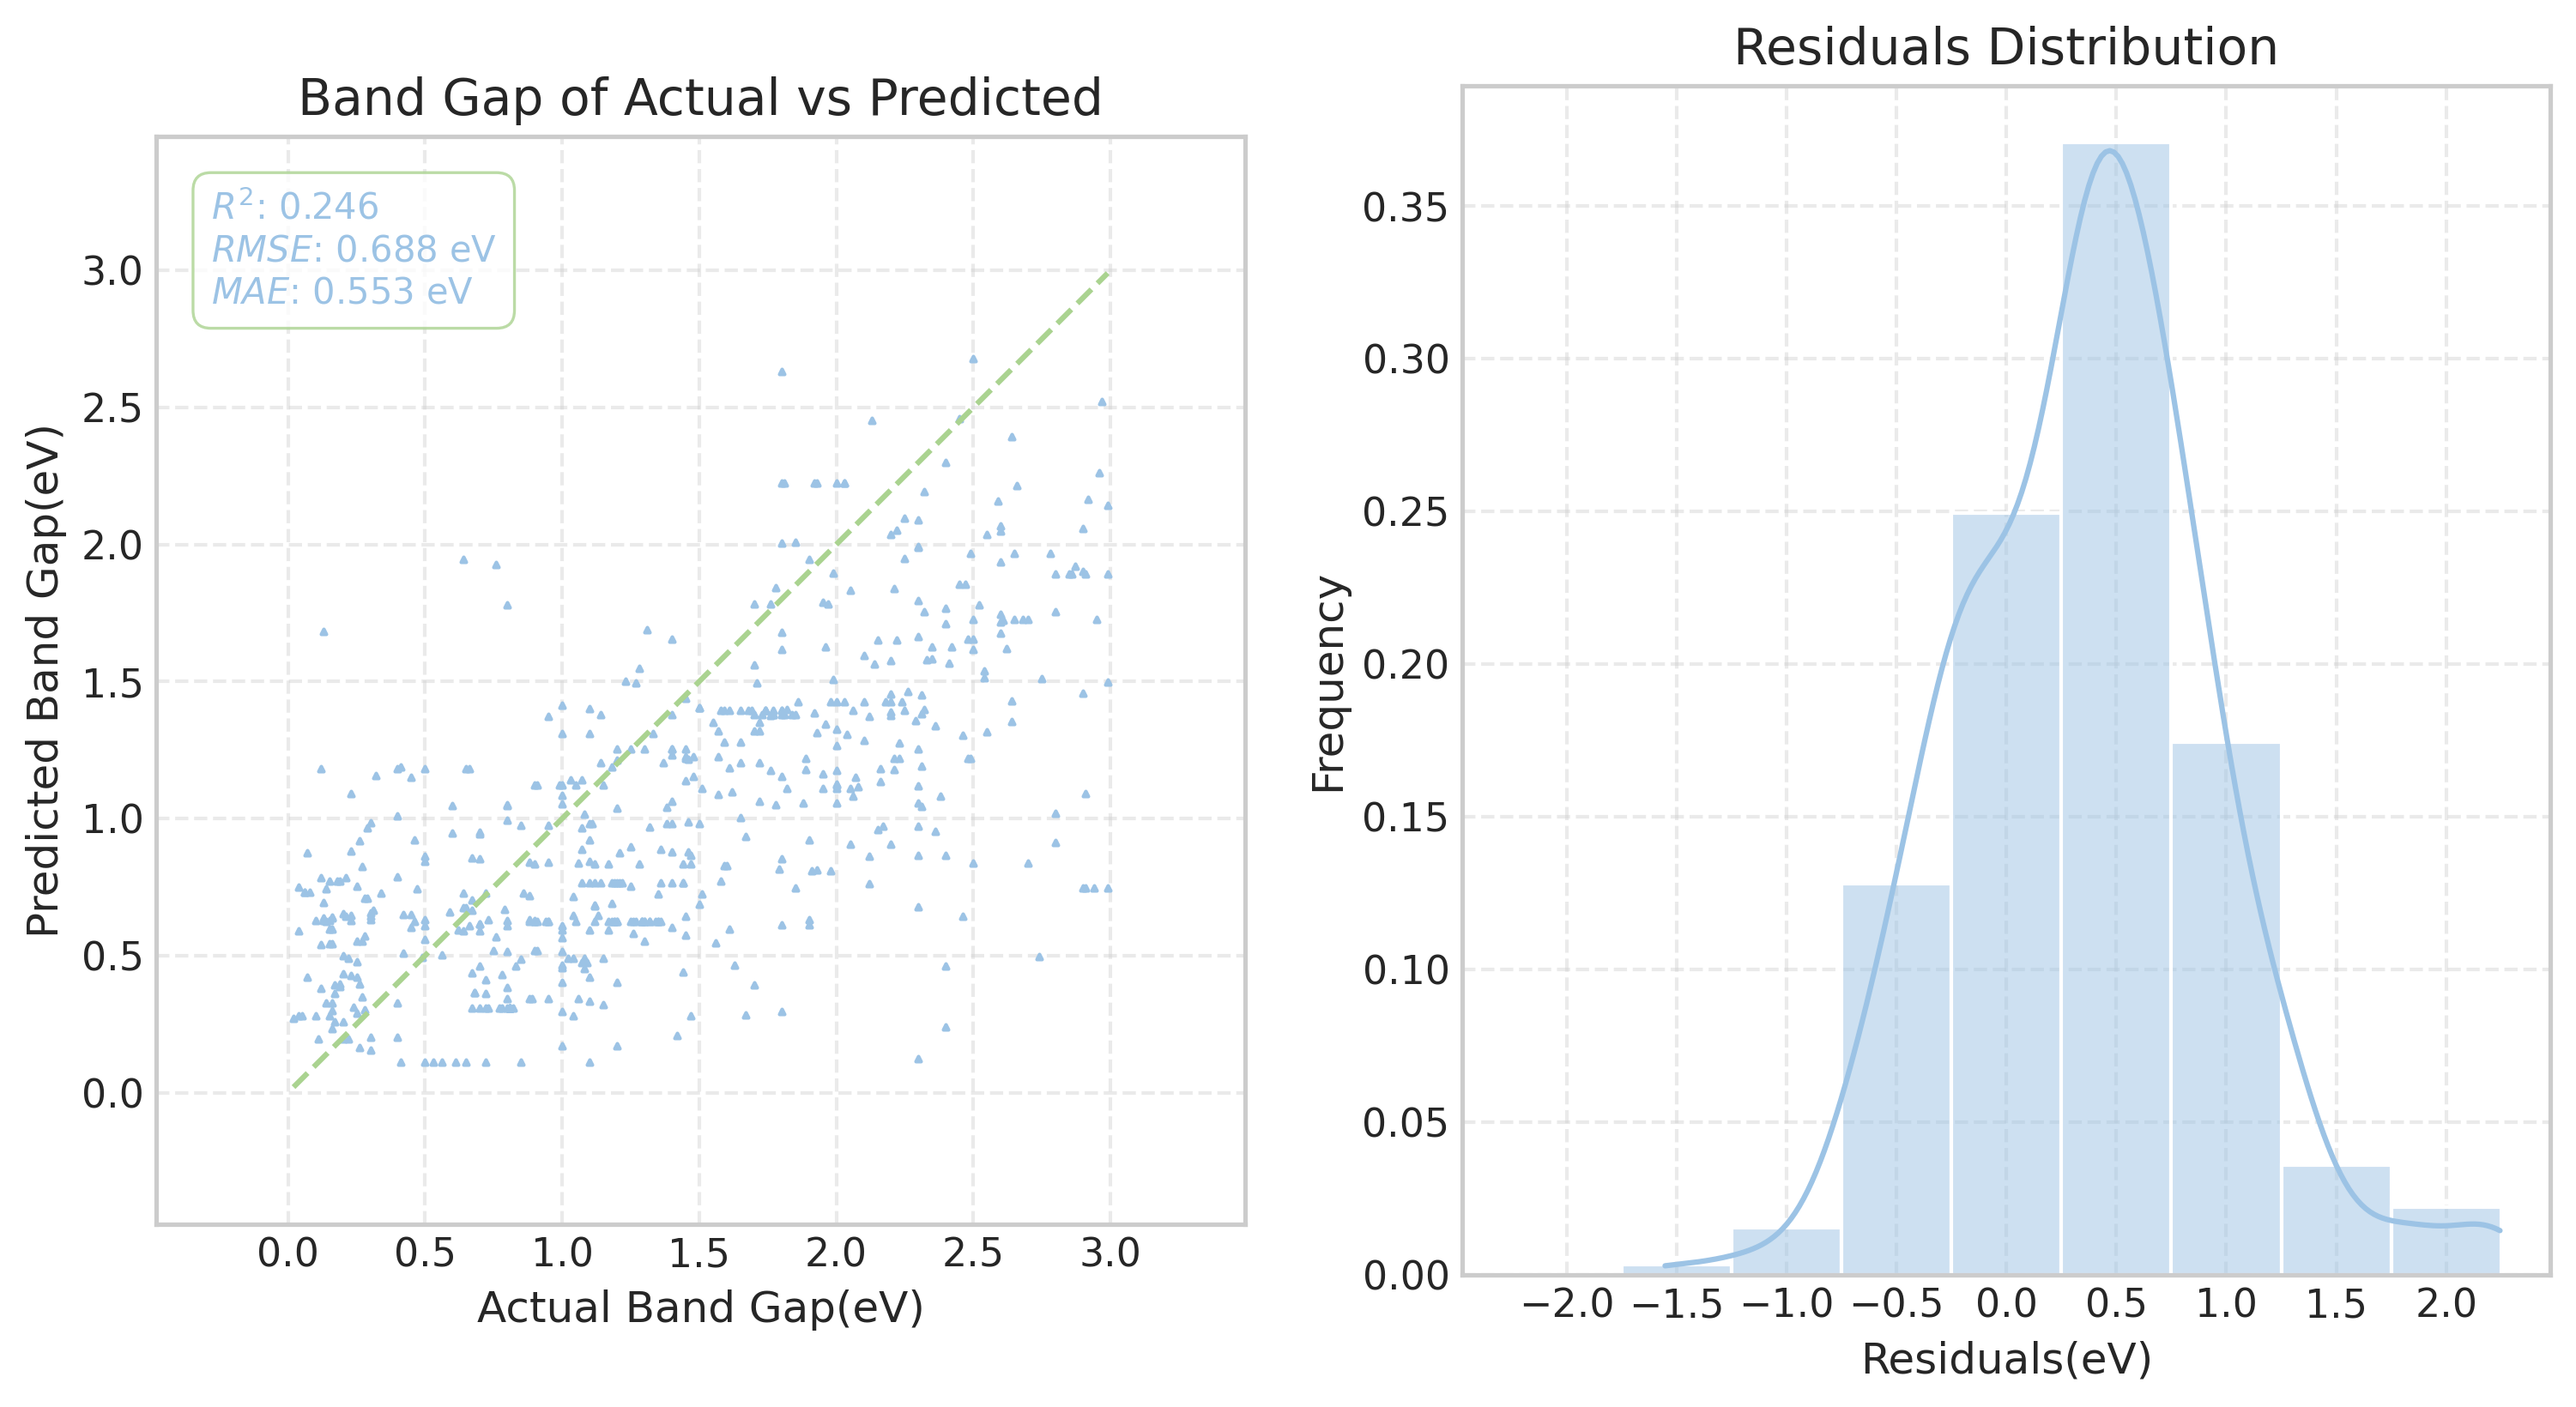 Band Gap of Actual vs Predicted
R²: 0.246
RMSE: 0.688 eV
MAE: 0.553 eV
Predicted Band Gap(eV)
3.0
2.5
2.0
1.5
1.0
0.5
0.0
0.0 0.5 1.0 1.5 2.0 2.5 3.0
Actual Band Gap(eV)
Residuals Distribution
Frequency
0.35
0.30
0.25
0.20
0.15
0.10
0.05
0.00
−2.0 −1.5 −1.0 −0.5 0.0 0.5 1.0 1.5 2.0
Residuals(eV)